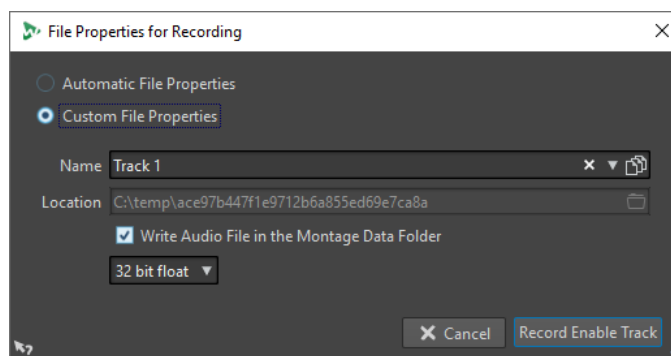 File Properties for Recording
Automatic File Properties
Custom File Properties
Name Track 1
Location C:\temp\ace97b447f1e9712b6a855ed69e7ca8a
Write Audio File in the Montage Data Folder
32 bit float
Cancel Record Enable Track